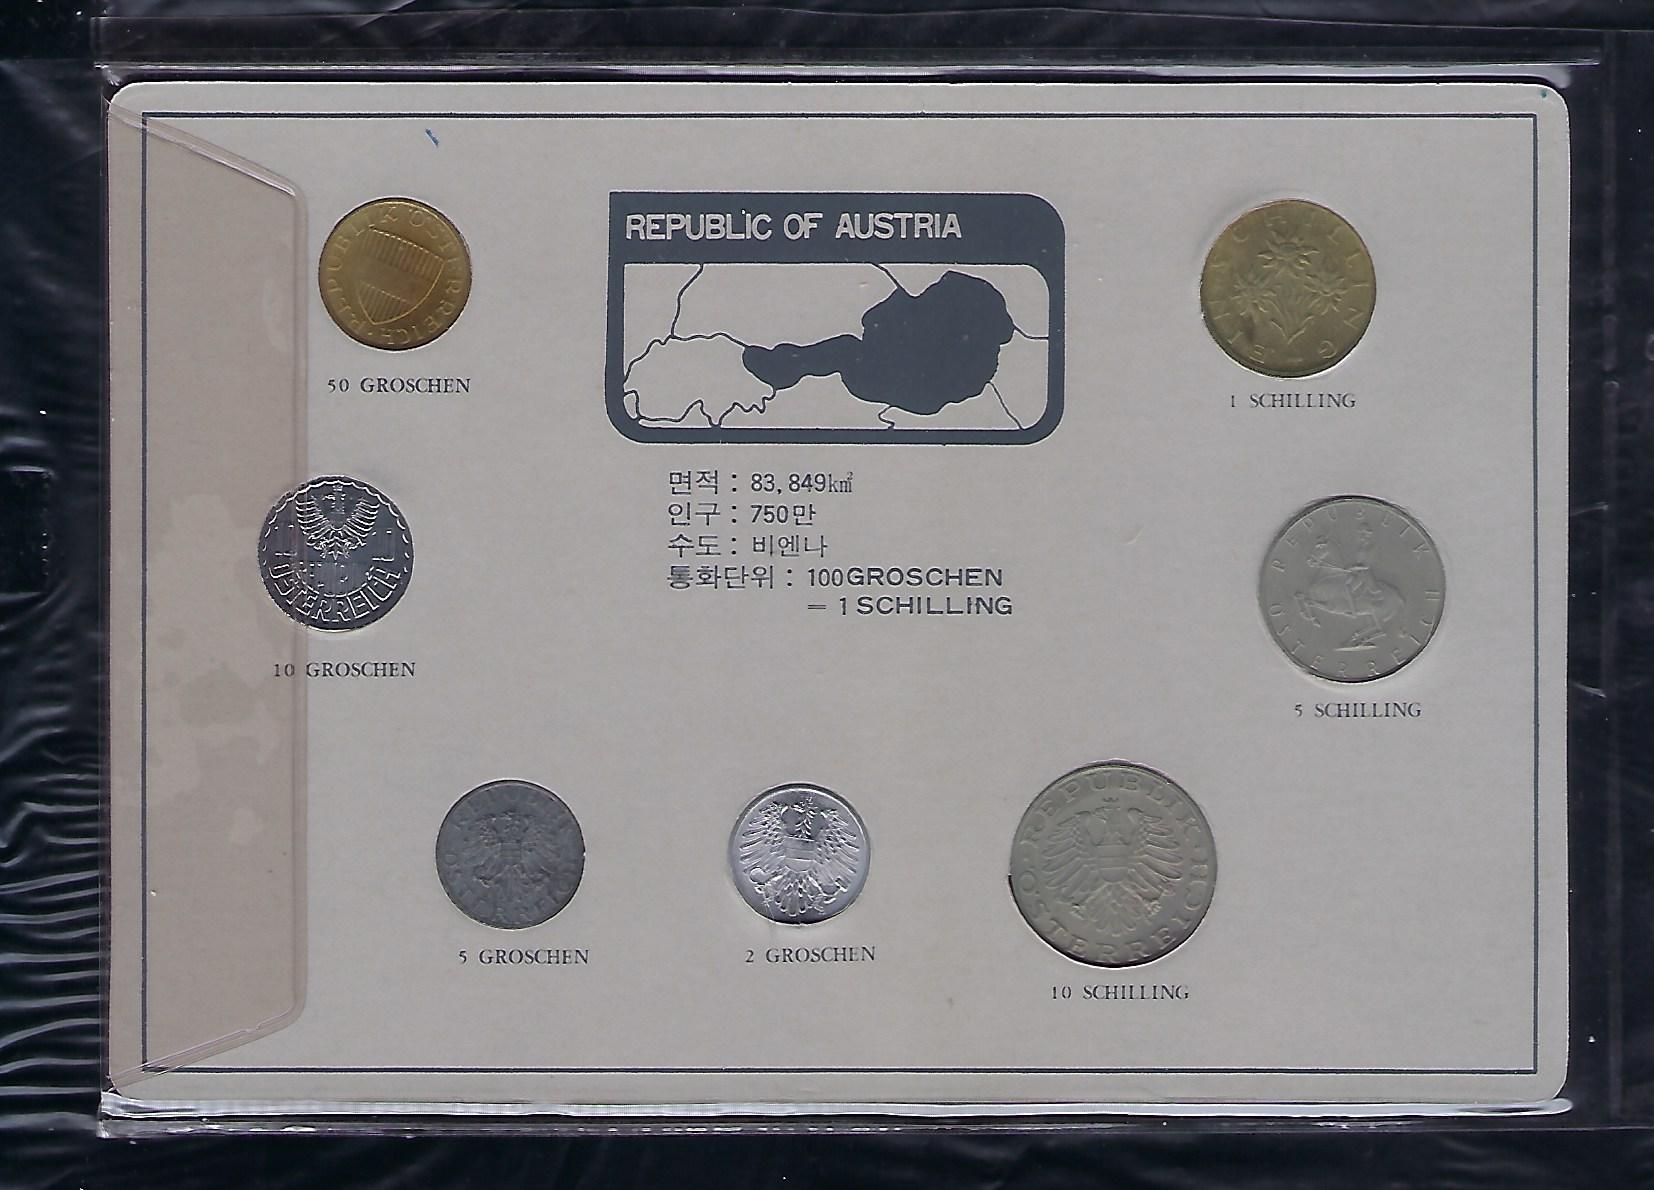 REPUBLIC OF AUSTRIA
REPUBLIK ÖSTERREICH
50 GROSCHEN
EIN SCHILLING
1 SCHILLING
면적 : 83,849㎢
인구 : 750만
수도 : 비엔나
통화단위 : 100GROSCHEN
= 1SCHILLING
ÖSTERREICH
10 GROSCHEN
REPUBLIK
ÖSTERREICH
5 SCHILLING
5 GROSCHEN
2 GROSCHEN
REPUBLIK
ÖSTERREICH
10 SCHILLING